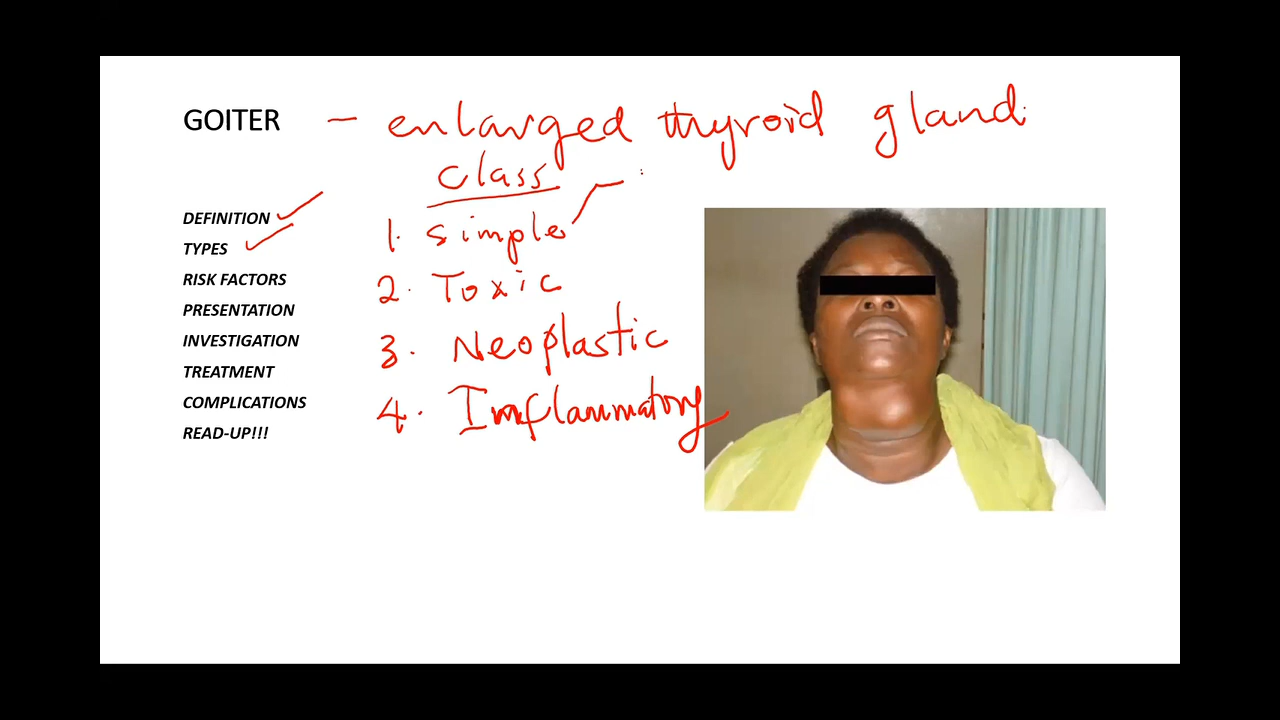 GOITER - enlarged thyroid gland
Class
DEFINITION
1. Simple
TYPES
2. Toxic
RISK FACTORS
PRESENTATION
3. Neoplastic
INVESTIGATION
TREATMENT
4. Imflammatory
COMPLICATIONS
READ-UP!!!